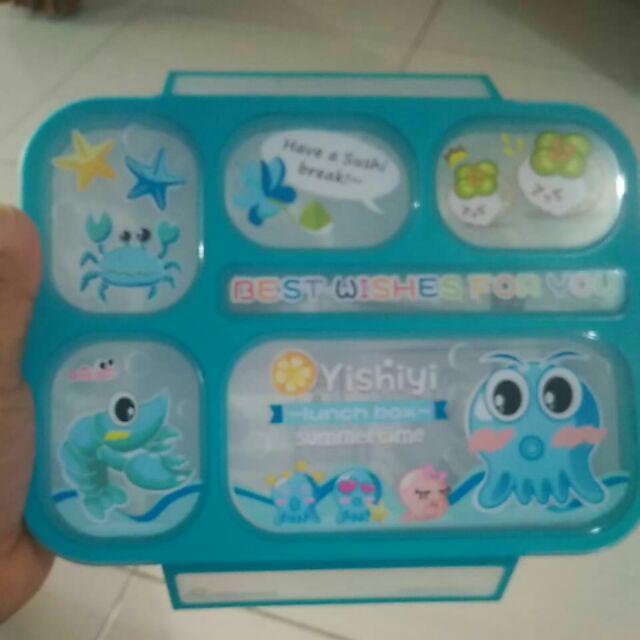 Have a Sushi
break!~
BEST WISHES FOR YOU
Yishiyi
~lunch box~
summertime